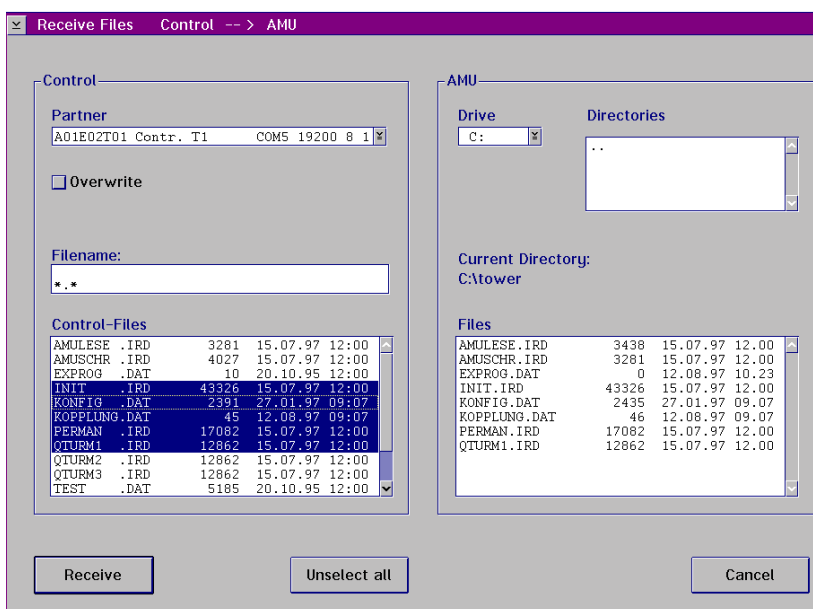 Receive Files Control --> AMU
Control
Partner
A01E02T01 Contr. T1 COM5 19200 8 1
Overwrite
Filename:
*.*
Control-Files
AMULESE .IRD 3281 15.07.97 12:00
AMUSCHR .IRD 4027 15.07.97 12:00
EXPROG .DAT 10 20.10.95 12:00
INIT .IRD 43326 15.07.97 12:00
KONFIG .DAT 2391 27.01.97 09:07
KOPPLUNG.DAT 45 12.08.97 09:07
PERMAN .IRD 17082 15.07.97 12:00
QTURM1 .IRD 12862 15.07.97 12:00
QTURM2 .IRD 12862 15.07.97 12:00
QTURM3 .IRD 12862 15.07.97 12:00
TEST .DAT 5185 20.10.95 12:00
AMU
Drive
C:
Directories
..
Current Directory:
C:\tower
Files
AMULESE.IRD 3438 15.07.97 12.00
AMUSCHR.IRD 3281 15.07.97 12.00
EXPROG.DAT 0 12.08.97 10.23
INIT.IRD 43326 15.07.97 12.00
KONFIG.DAT 2435 27.01.97 09.07
KOPPLUNG.DAT 46 12.08.97 09.07
PERMAN.IRD 17082 15.07.97 12.00
QTURM1.IRD 12862 15.07.97 12.00
Receive
Unselect all
Cancel